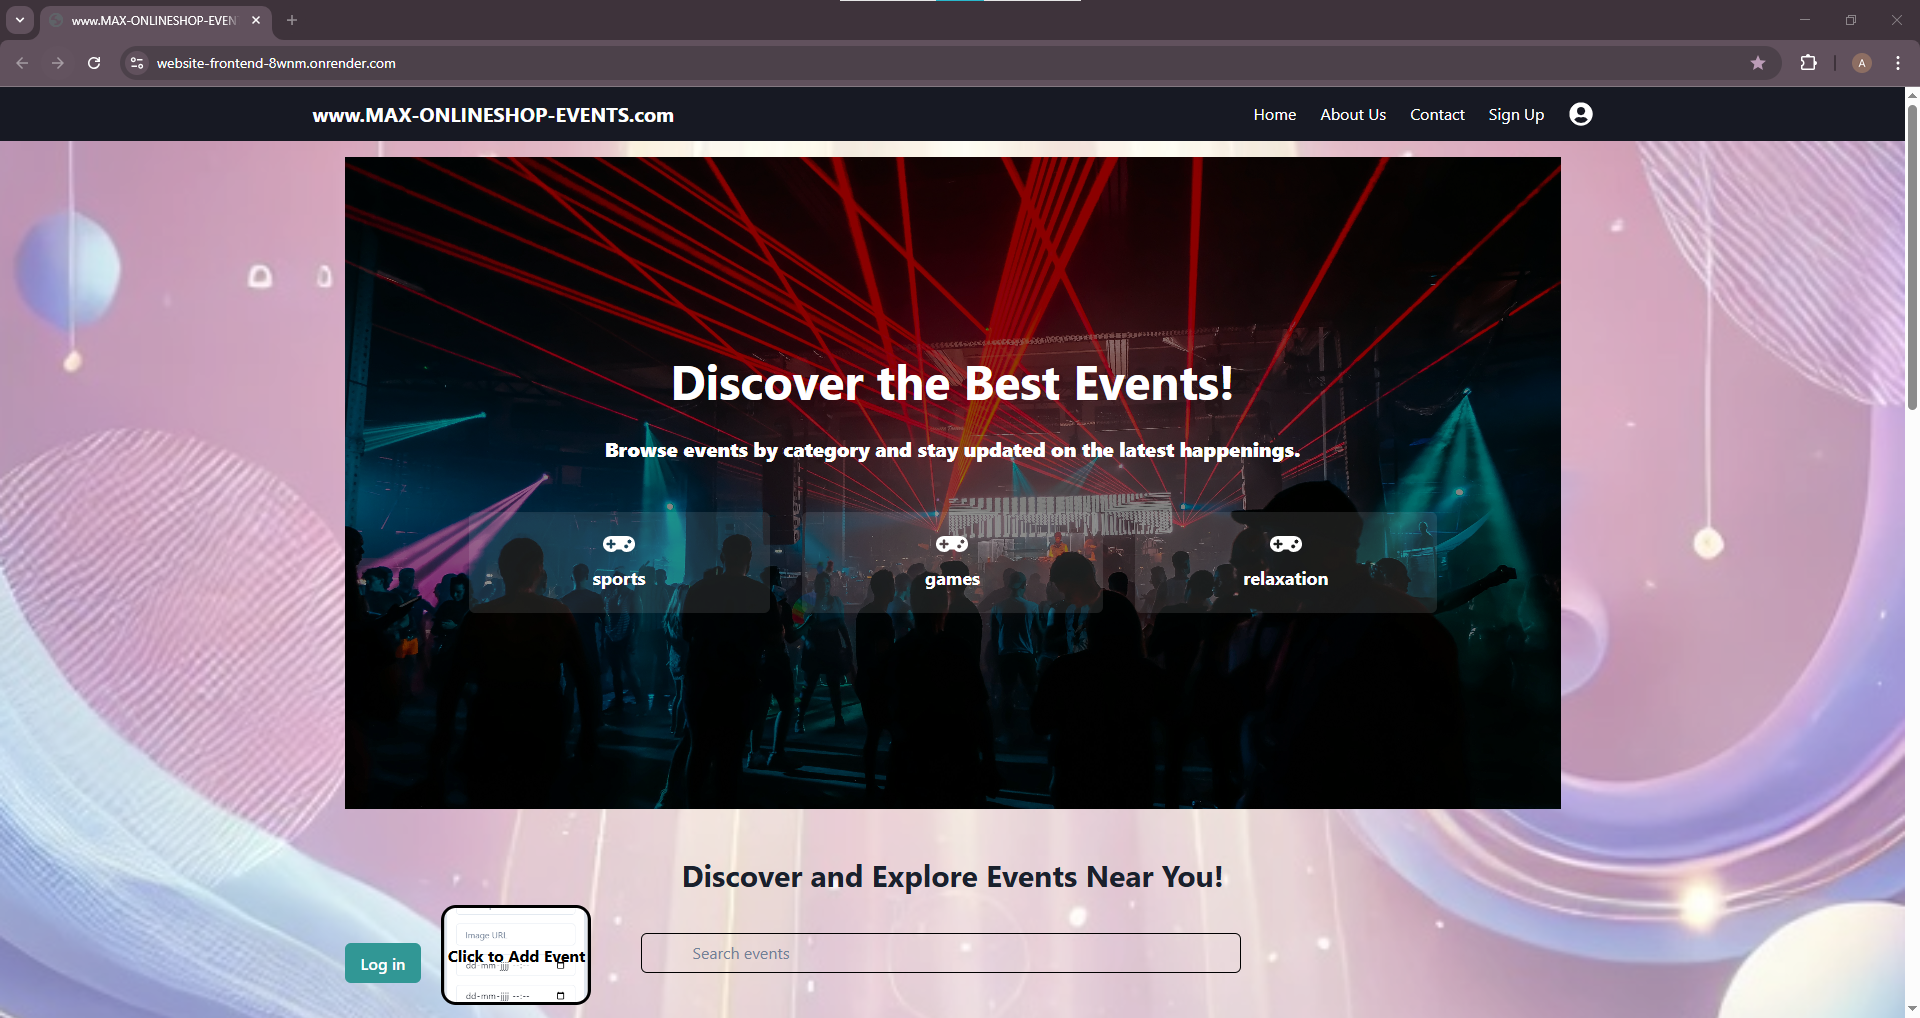 www.MAX-ONLINESHOP-EVEN
website-frontend-8wnm.onrender.com
A
www.MAX-ONLINESHOP-EVENTS.com
Home
About Us
Contact
Sign Up
Discover the Best Events!
Browse events by category and stay updated on the latest happenings.
sports
games
relaxation
Discover and Explore Events Near You!
Log in
Image URL
Click to Add Event
dd-mm-jjjj --:--
dd-mm-jjjj --:--
Search events